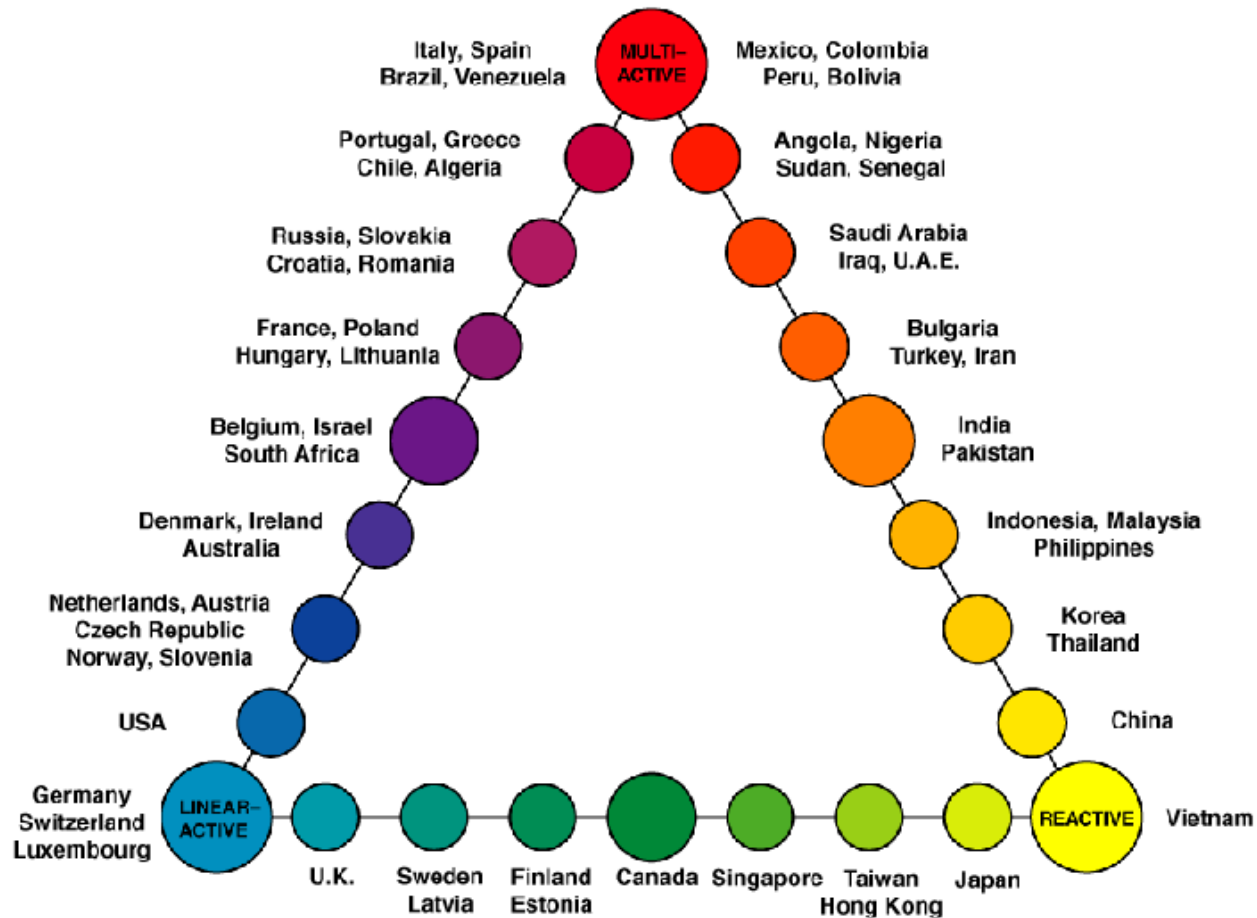 Italy, Spain
Brazil, Venezuela
MULTI-
ACTIVE
Mexico, Colombia
Peru, Bolivia
Portugal, Greece
Chile, Algeria
Angola, Nigeria
Sudan, Senegal
Russia, Slovakia
Croatia, Romania
Saudi Arabia
Iraq, U.A.E.
France, Poland
Hungary, Lithuania
Bulgaria
Turkey, Iran
Belgium, Israel
South Africa
India
Pakistan
Denmark, Ireland
Australia
Indonesia, Malaysia
Philippines
Netherlands, Austria
Czech Republic
Norway, Slovenia
Korea
Thailand
USA
China
Germany
Switzerland
Luxembourg
LINEAR-
ACTIVE
REACTIVE
Vietnam
U.K.
Sweden
Latvia
Finland
Estonia
Canada
Singapore
Taiwan
Hong Kong
Japan